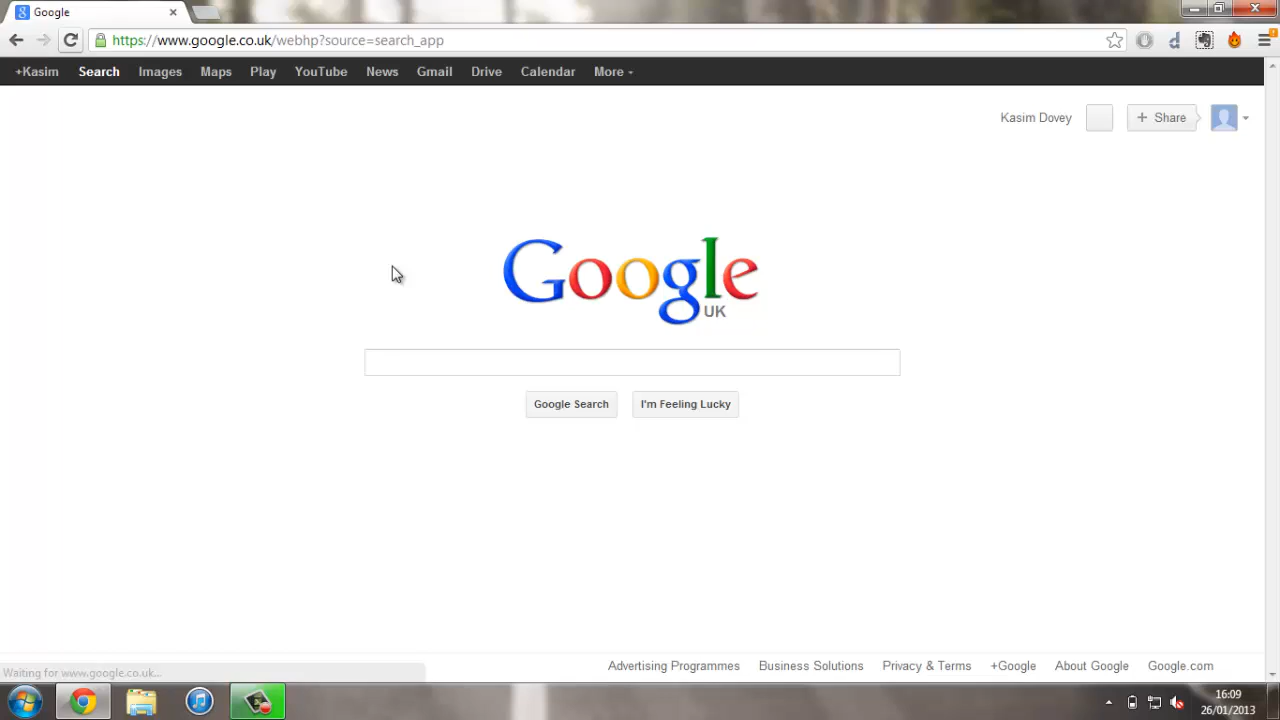 Google
https://www.google.co.uk/webhp?source=search_app
+Kasim Search Images Maps Play YouTube News Gmail Drive Calendar More
Kasim Dovey + Share
Google
UK
Google Search I'm Feeling Lucky
Waiting for www.google.co.uk...
Advertising Programmes Business Solutions Privacy & Terms +Google About Google Google.com
16:09
26/01/2013